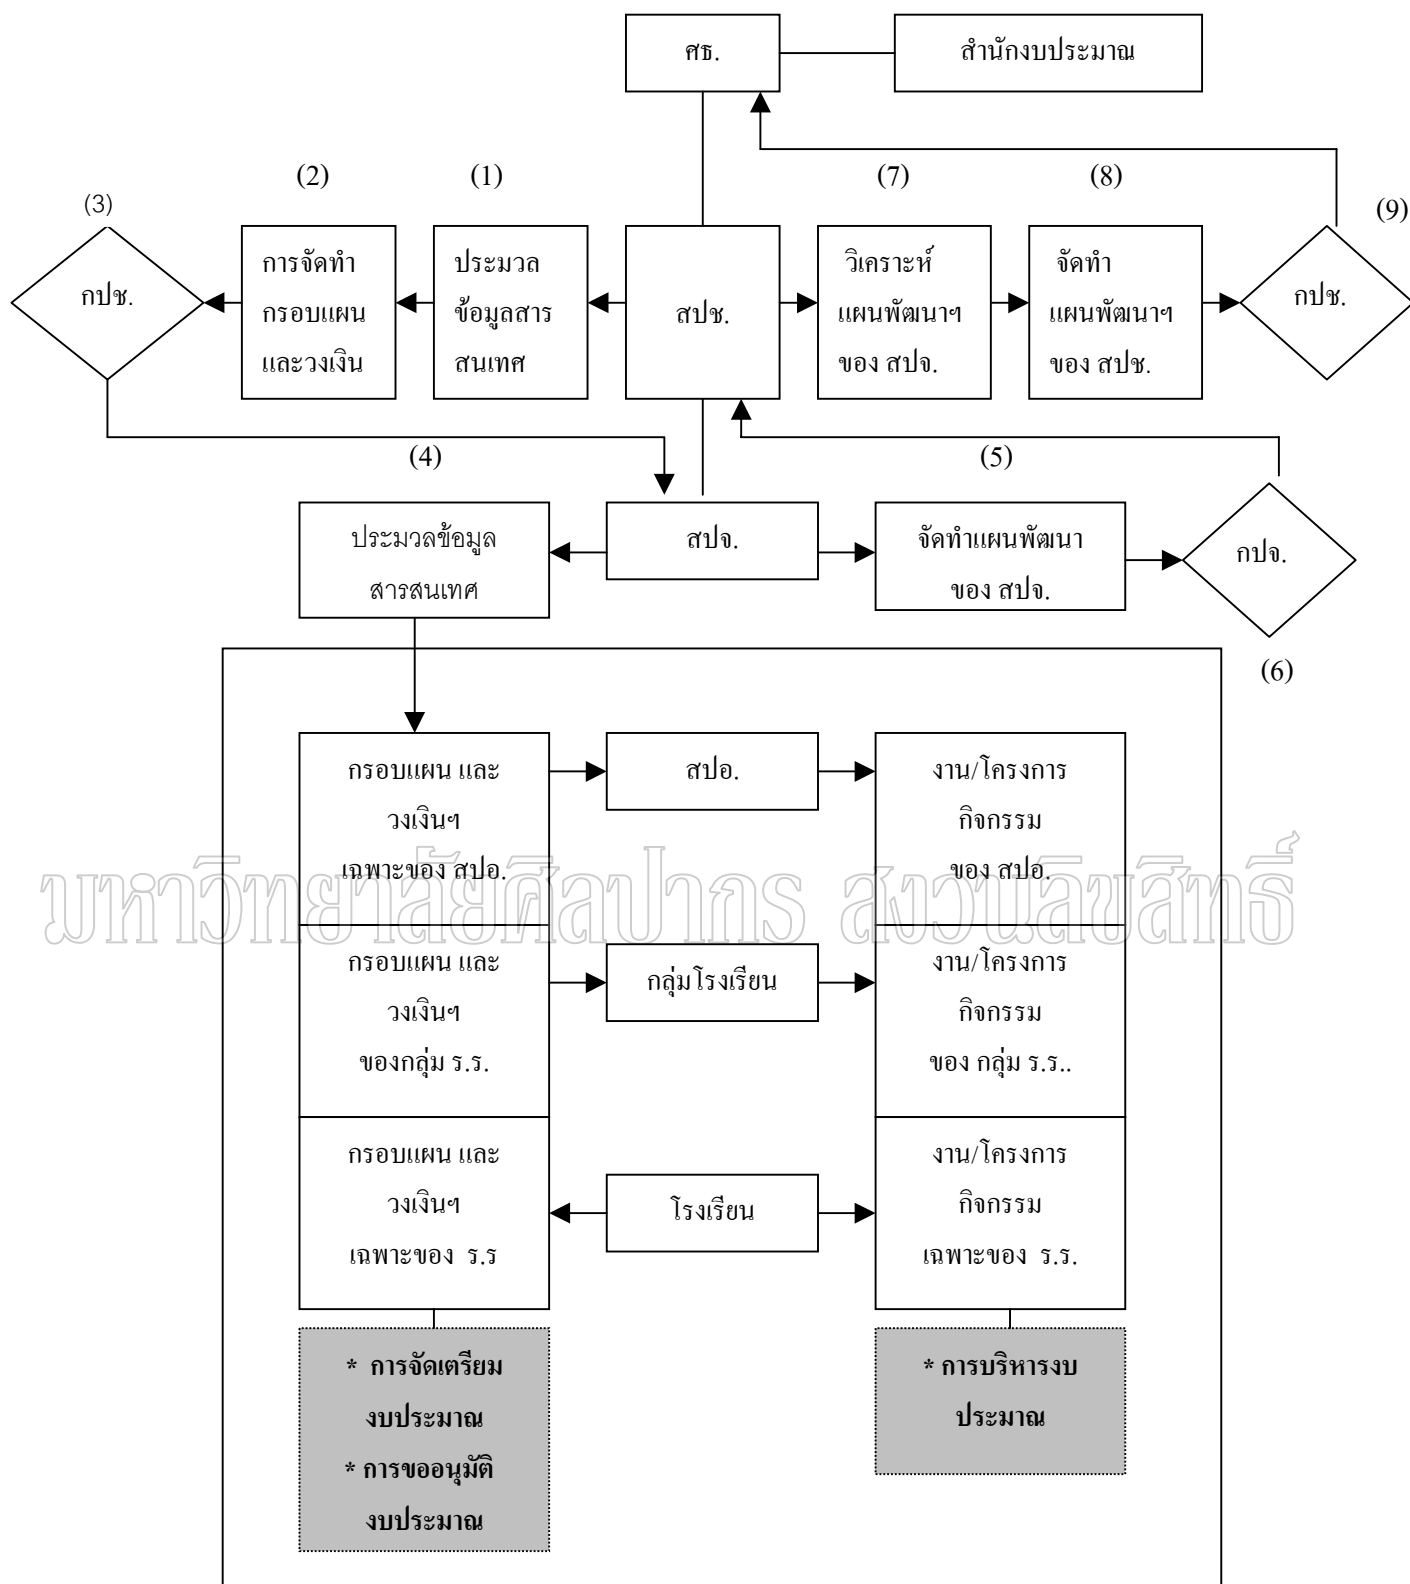 ศธ.
สำนักงบประมาณ
(2)
(1)
(7)
(8)
(3)
(9)
กปช.
การจัดทำ
กรอบแผน
และวงเงิน
ประมวล
ข้อมูลสาร
สนเทศ
สปช.
วิเคราะห์
แผนพัฒนาฯ
ของ สปจ.
จัดทำ
แผนพัฒนาฯ
ของ สปช.
กปช.
(4)
(5)
ประมวลข้อมูล
สารสนเทศ
สปจ.
จัดทำแผนพัฒนา
ของ สปจ.
กปจ.
(6)
กรอบแผน และ
วงเงินฯ
เฉพาะของ สปอ.
สปอ.
งาน/โครงการ
กิจกรรม
ของ สปอ.
มหาวิทยาลัยศิลปากร สงวนลิขสิทธิ์
กรอบแผน และ
วงเงินฯ
ของกลุ่ม ร.ร.
กลุ่มโรงเรียน
งาน/โครงการ
กิจกรรม
ของ กลุ่ม ร.ร..
กรอบแผน และ
วงเงินฯ
เฉพาะของ ร.ร
โรงเรียน
งาน/โครงการ
กิจกรรม
เฉพาะของ ร.ร.
* การจัดเตรียม
งบประมาณ
* การขออนุมัติ
งบประมาณ
* การบริหารงบ
ประมาณ